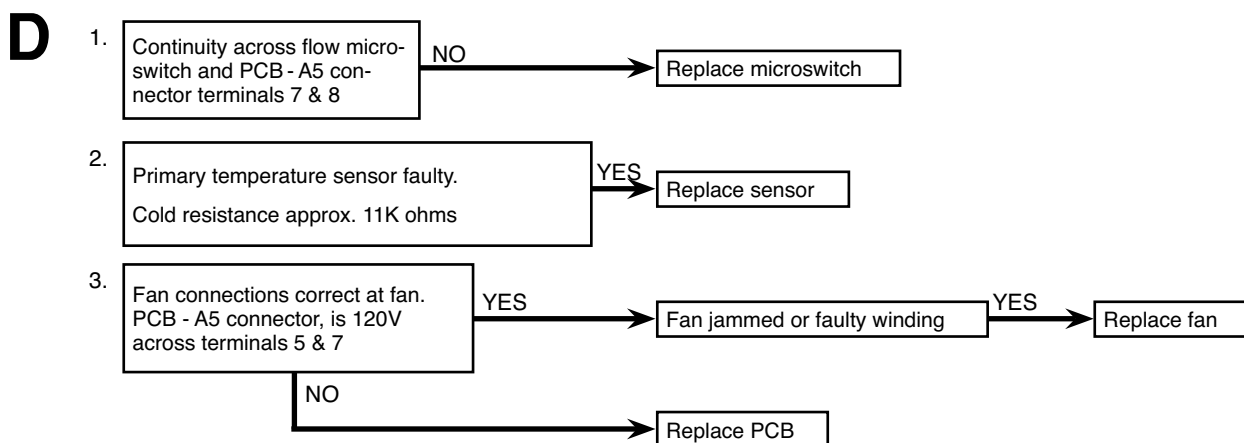 D
1.
Continuity across flow micro-
switch and PCB - A5 con-
nector terminals 7 & 8
NO
Replace microswitch
2.
Primary temperature sensor faulty.
Cold resistance approx. 11K ohms
YES
Replace sensor
3.
Fan connections correct at fan.
PCB - A5 connector, is 120V
across terminals 5 & 7
YES
Fan jammed or faulty winding
YES
Replace fan
NO
Replace PCB